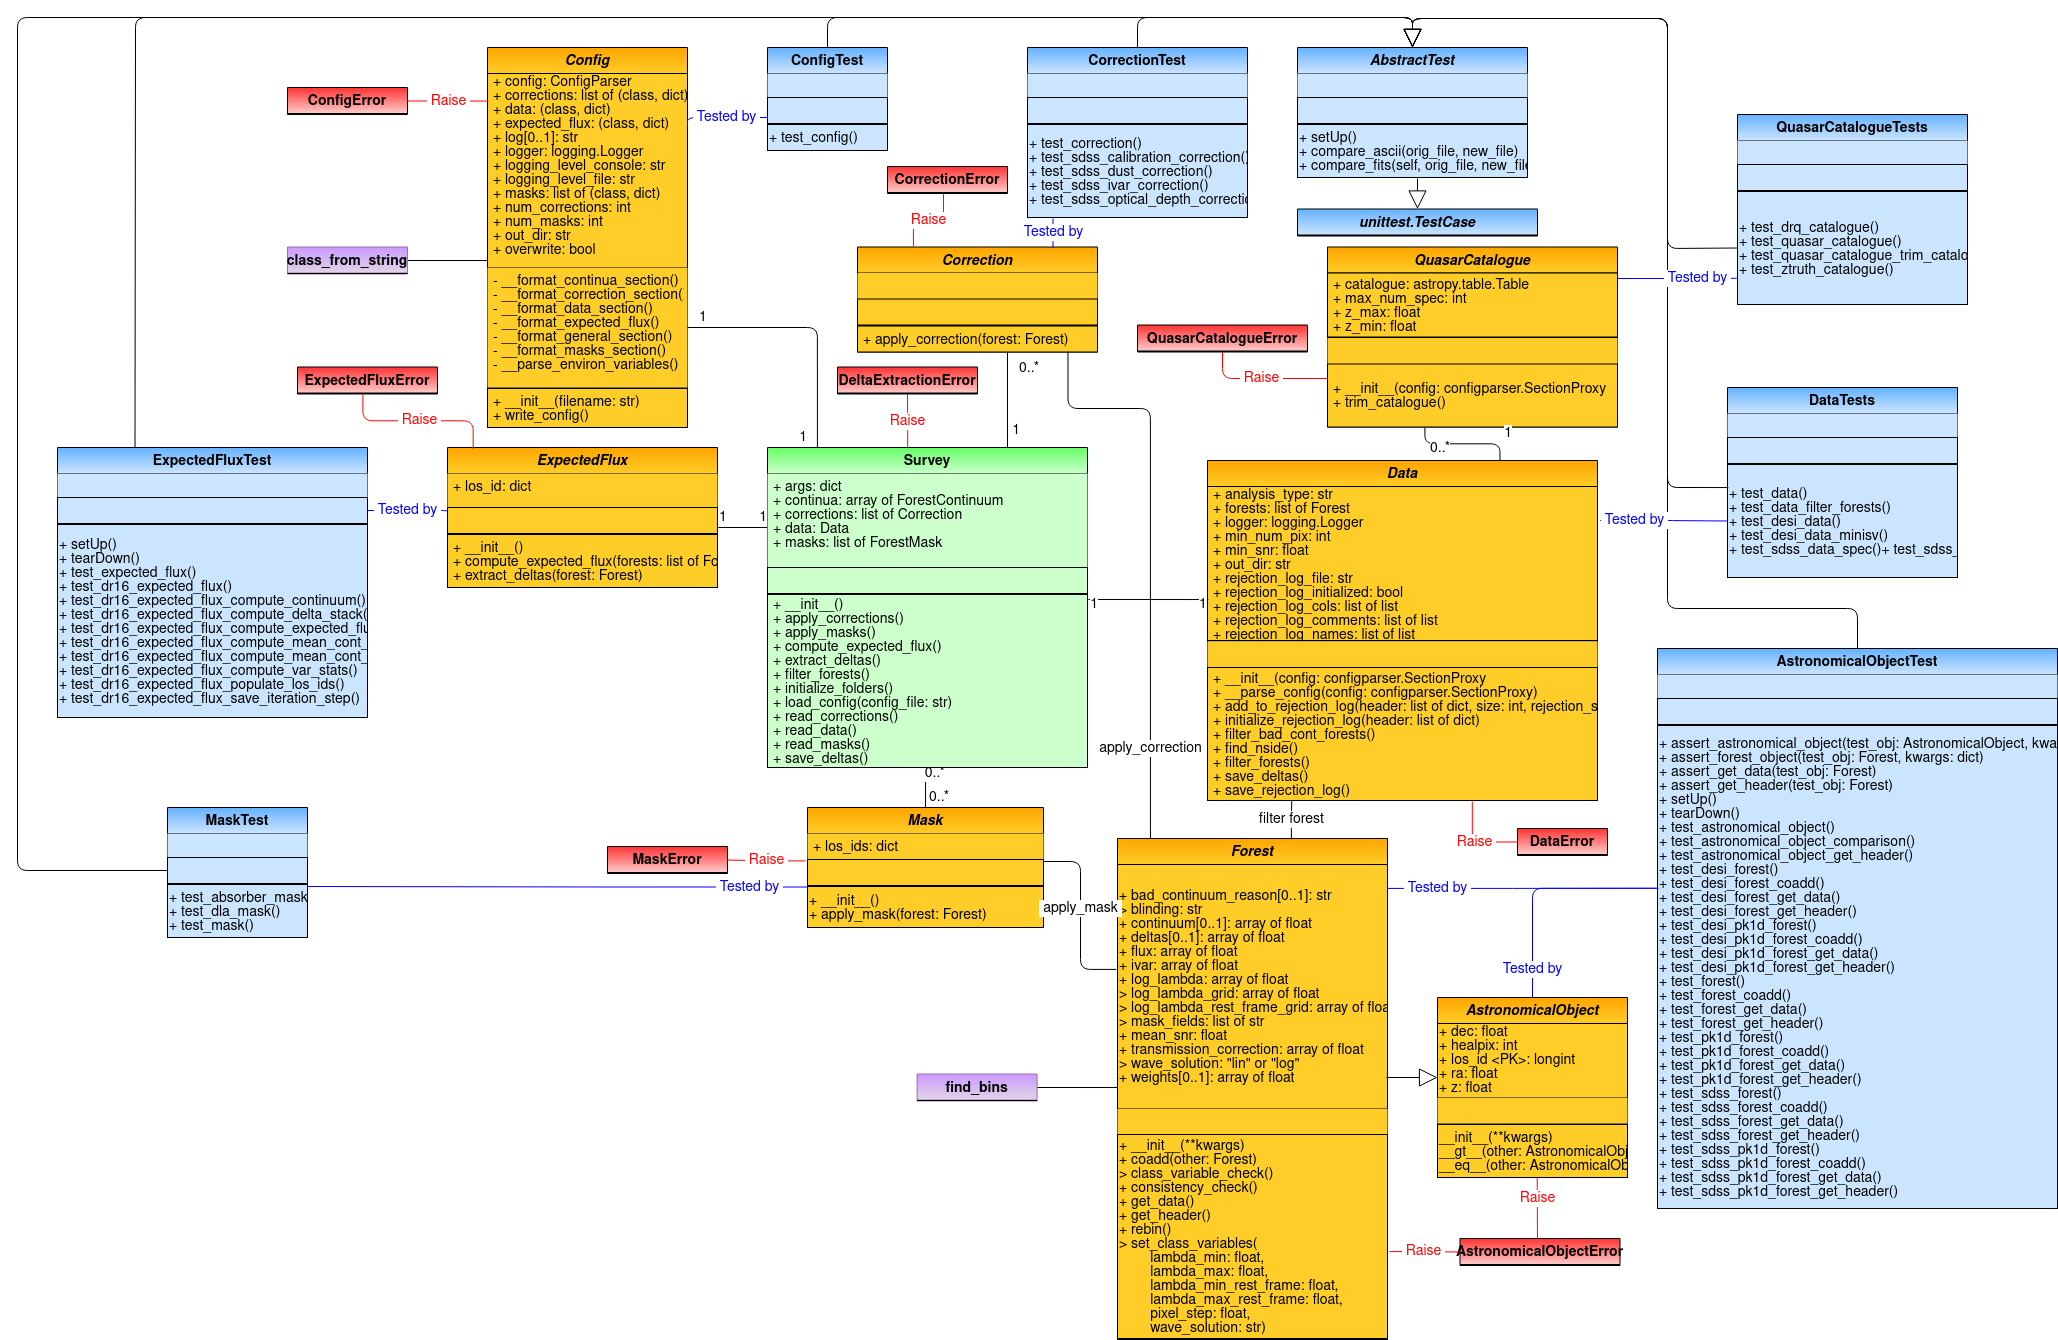 Config
+ config: ConfigParser
+ corrections: list of (class, dict)
+ data: (class, dict)
+ expected_flux: (class, dict)
+ log[0..1]: str
+ logger: logging.Logger
+ logging_level_console: str
+ logging_level_file: str
+ masks: list of (class, dict)
+ num_corrections: int
+ num_masks: int
+ out_dir: str
+ overwrite: bool
- __format_continua_section()
- __format_correction_section(
- __format_data_section()
- __format_expected_flux()
- __format_general_section()
- __format_masks_section()
- __parse_environ_variables()
+ __init__(filename: str)
+ write_config()
ConfigError
Raise
class_from_string
Tested by
ConfigTest
+ test_config()
CorrectionTest
+ test_correction()
+ test_sdss_calibration_correction()
+ test_sdss_dust_correction()
+ test_sdss_ivar_correction()
+ test_sdss_optical_depth_correctio
Tested by
AbstractTest
+ setUp()
+ compare_ascii(orig_file, new_file)
+ compare_fits(self, orig_file, new_file
unittest.TestCase
QuasarCatalogueTests
+ test_drq_catalogue()
+ test_quasar_catalogue()
+ test_quasar_catalogue_trim_catalo
+ test_ztruth_catalogue()
Tested by
CorrectionError
Raise
Correction
+ apply_correction(forest: Forest)
0..*
1
QuasarCatalogue
+ catalogue: astropy.table.Table
+ max_num_spec: int
+ z_max: float
+ z_min: float
+ __init__(config: configparser.SectionProxy
+ trim_catalogue()
QuasarCatalogueError
Raise
1
0..*
1
1
ExpectedFluxError
Raise
DeltaExtractionError
Raise
DataTests
+ test_data()
+ test_data_filter_forests()
+ test_desi_data()
+ test_desi_data_minisv()
+ test_sdss_data_spec()+ test_sdss_
Tested by
ExpectedFluxTest
+ setUp()
+ tearDown()
+ test_expected_flux()
+ test_dr16_expected_flux()
+ test_dr16_expected_flux_compute_continuum()
+ test_dr16_expected_flux_compute_delta_stack(
+ test_dr16_expected_flux_compute_expected_flu
+ test_dr16_expected_flux_compute_mean_cont_
+ test_dr16_expected_flux_compute_mean_cont_
+ test_dr16_expected_flux_compute_var_stats()
+ test_dr16_expected_flux_populate_los_ids()
+ test_dr16_expected_flux_save_iteration_step()
Tested by
ExpectedFlux
+ los_id: dict
+ __init__()
+ compute_expected_flux(forests: list of Fo
+ extract_deltas(forest: Forest)
1
1
Survey
+ args: dict
+ continua: array of ForestContinuum
+ corrections: list of Correction
+ data: Data
+ masks: list of ForestMask
+ __init__()
+ apply_corrections()
+ apply_masks()
+ compute_expected_flux()
+ extract_deltas()
+ filter_forests()
+ initialize_folders()
+ load_config(config_file: str)
+ read_corrections()
+ read_data()
+ read_masks()
+ save_deltas()
1
1
0..*
0..*
Data
+ analysis_type: str
+ forests: list of Forest
+ logger: logging.Logger
+ min_num_pix: int
+ min_snr: float
+ out_dir: str
+ rejection_log_file: str
+ rejection_log_initialized: bool
+ rejection_log_cols: list of list
+ rejection_log_comments: list of list
+ rejection_log_names: list of list
+ __init__(config: configparser.SectionProxy
+ __parse_config(config: configparser.SectionProxy)
+ add_to_rejection_log(header: list of dict, size: int, rejection_s
+ initialize_rejection_log(header: list of dict)
+ filter_bad_cont_forests()
+ find_nside()
+ filter_forests()
+ save_deltas()
+ save_rejection_log()
apply_correction
filter forest
Raise
DataError
MaskTest
+ test_absorber_mask
+ test_dla_mask()
+ test_mask()
MaskError
Raise
Tested by
Mask
+ los_ids: dict
+ __init__()
+ apply_mask(forest: Forest)
apply_mask
Forest
+ bad_continuum_reason[0..1]: str
> blinding: str
+ continuum[0..1]: array of float
+ deltas[0..1]: array of float
+ flux: array of float
+ ivar: array of float
+ log_lambda: array of float
> log_lambda_grid: array of float
> log_lambda_rest_frame_grid: array of floa
> mask_fields: list of str
+ mean_snr: float
+ transmission_correction: array of float
> wave_solution: "lin" or "log"
+ weights[0..1]: array of float
+ __init__(**kwargs)
+ coadd(other: Forest)
> class_variable_check()
+ consistency_check()
+ get_data()
+ get_header()
+ rebin()
> set_class_variables(
lambda_min: float,
lambda_max: float,
lambda_min_rest_frame: float,
lambda_max_rest_frame: float,
pixel_step: float,
wave_solution: str)
find_bins
Tested by
Tested by
AstronomicalObject
+ dec: float
+ healpix: int
+ los_id <PK>: longint
+ ra: float
+ z: float
__init__(**kwargs)
__gt__(other: AstronomicalObj
__eq__(other: AstronomicalOb
Raise
Raise
AstronomicalObjectError
AstronomicalObjectTest
+ assert_astronomical_object(test_obj: AstronomicalObject, kwa
+ assert_forest_object(test_obj: Forest, kwargs: dict)
+ assert_get_data(test_obj: Forest)
+ assert_get_header(test_obj: Forest)
+ setUp()
+ tearDown()
+ test_astronomical_object()
+ test_astronomical_object_comparison()
+ test_astronomical_object_get_header()
+ test_desi_forest()
+ test_desi_forest_coadd()
+ test_desi_forest_get_data()
+ test_desi_forest_get_header()
+ test_desi_pk1d_forest()
+ test_desi_pk1d_forest_coadd()
+ test_desi_pk1d_forest_get_data()
+ test_desi_pk1d_forest_get_header()
+ test_forest()
+ test_forest_coadd()
+ test_forest_get_data()
+ test_forest_get_header()
+ test_pk1d_forest()
+ test_pk1d_forest_coadd()
+ test_pk1d_forest_get_data()
+ test_pk1d_forest_get_header()
+ test_sdss_forest()
+ test_sdss_forest_coadd()
+ test_sdss_forest_get_data()
+ test_sdss_forest_get_header()
+ test_sdss_pk1d_forest()
+ test_sdss_pk1d_forest_coadd()
+ test_sdss_pk1d_forest_get_data()
+ test_sdss_pk1d_forest_get_header()